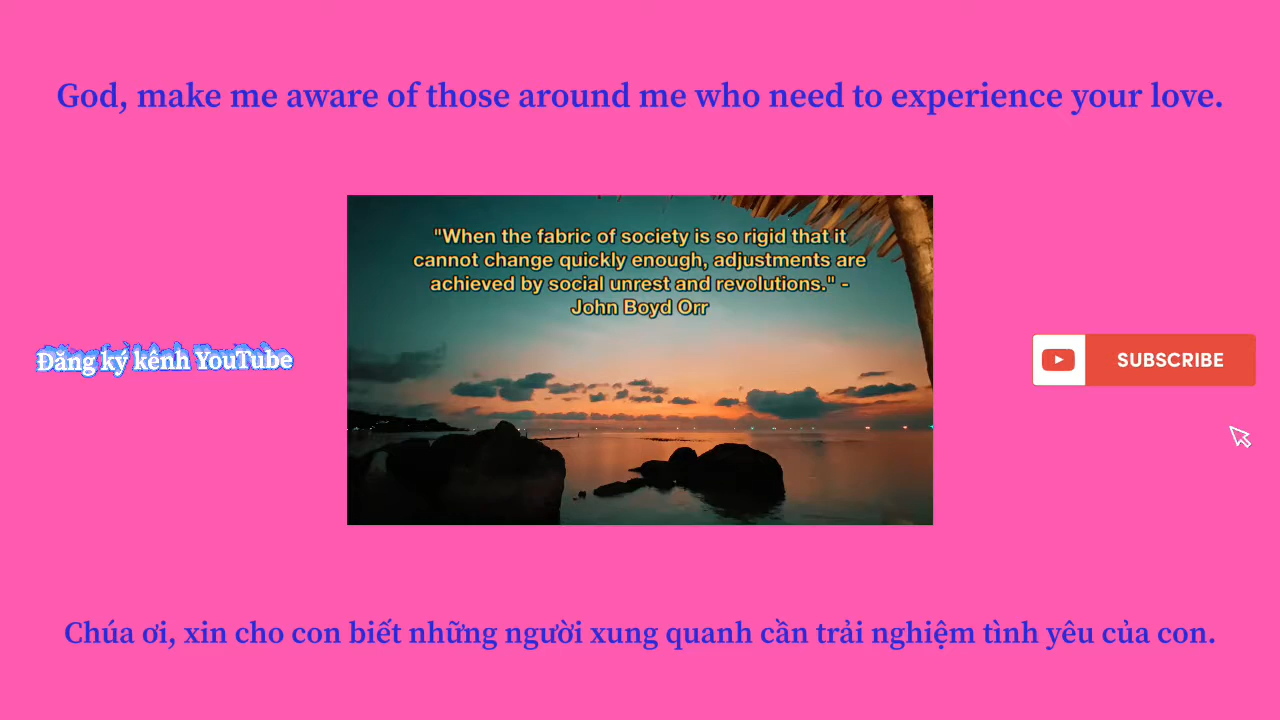 God, make me aware of those around me who need to experience your love.
"When the fabric of society is so rigid that it
cannot change quickly enough, adjustments are
achieved by social unrest and revolutions." -
John Boyd Orr
Đăng ký kênh YouTube
SUBSCRIBE
Chúa ơi, xin cho con biết những người xung quanh cần trải nghiệm tình yêu của con.